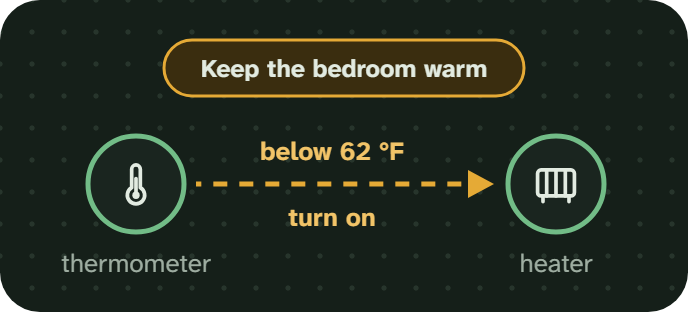 Keep the bedroom warm
below 62 °F
turn on
thermometer
heater